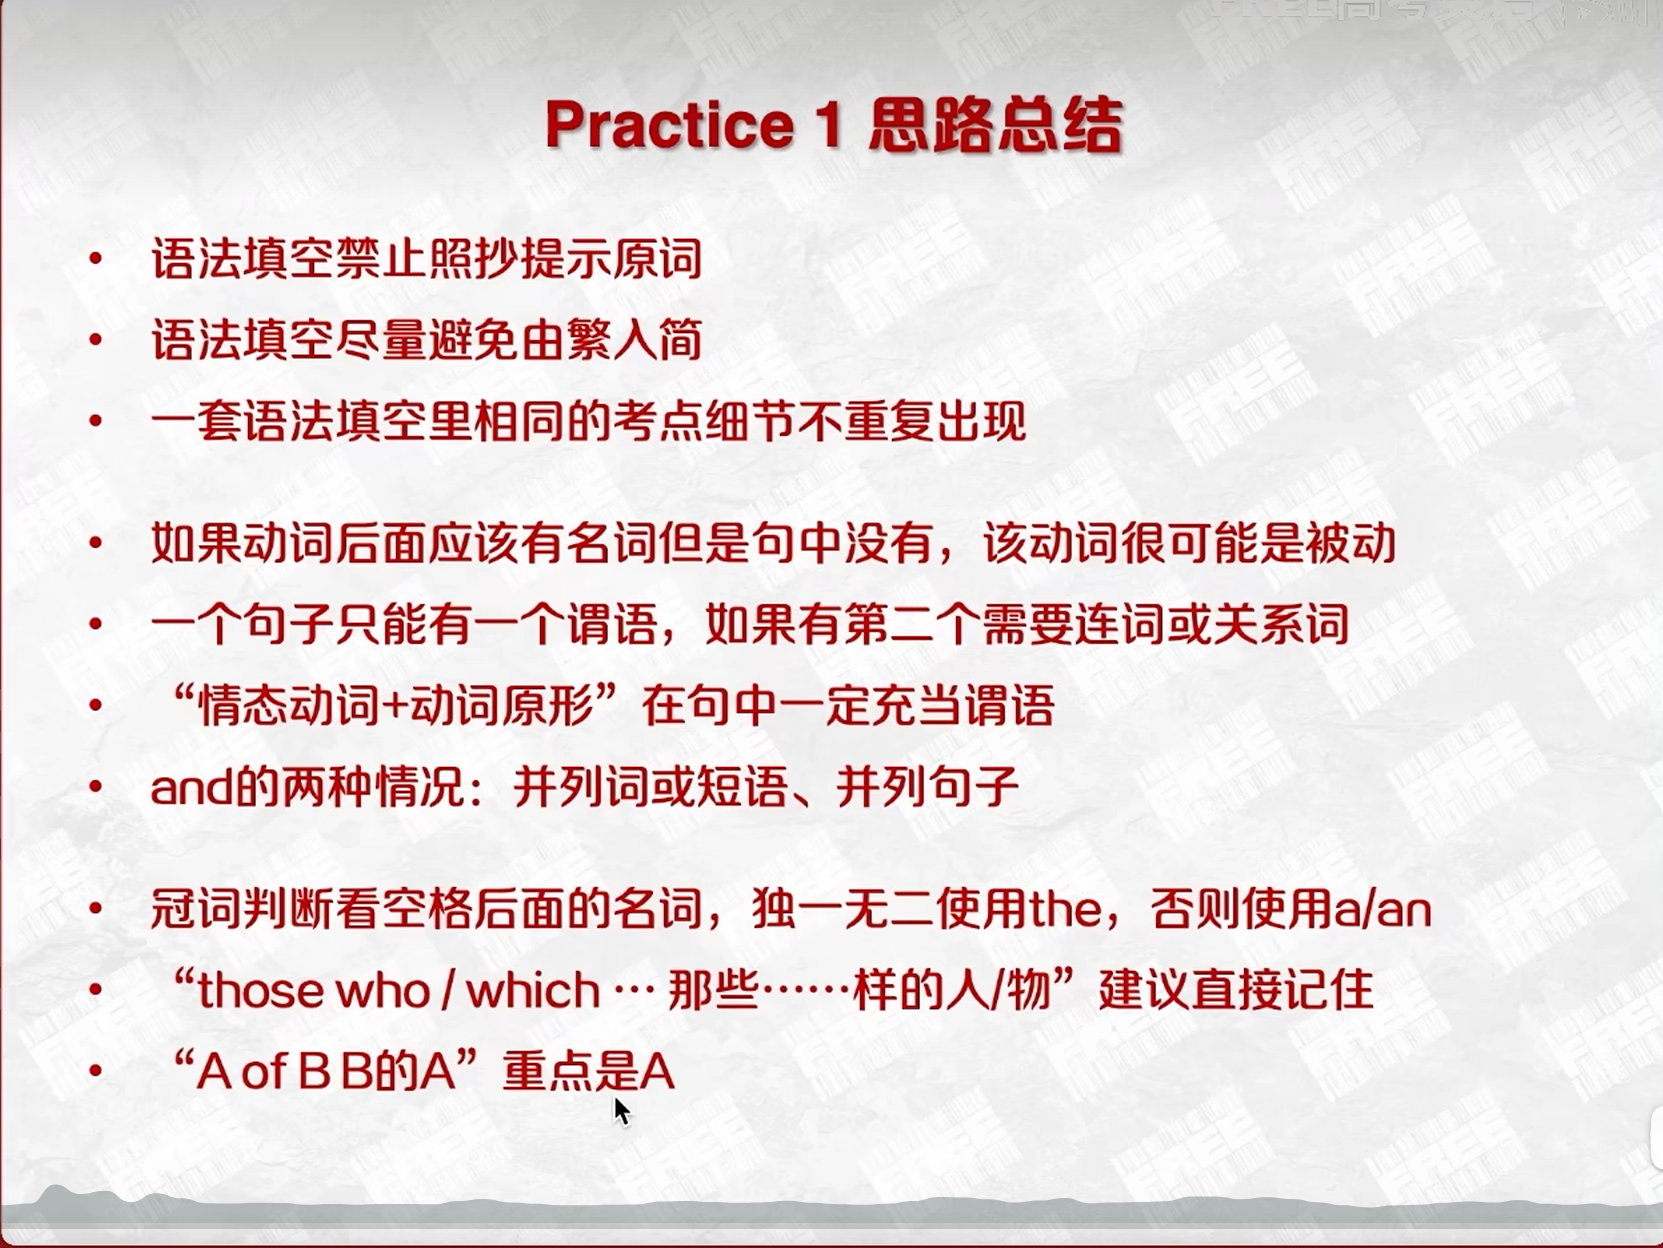 Practice 1 思路总结
• 语法填空禁止照抄提示原词
• 语法填空尽量避免由繁入简
• 一套语法填空里相同的考点细节不重复出现
• 如果动词后面应该有名词但是句中没有，该动词很可能是被动
• 一个句子只能有一个谓语，如果有第二个需要连词或关系词
• “情态动词+动词原形”在句中一定充当谓语
• and的两种情况：并列词或短语、并列句子
• 冠词判断看空格后面的名词，独一无二使用the，否则使用a/an
• “those who / which … 那些……样的人/物”建议直接记住
• “A of B B的A”重点是A